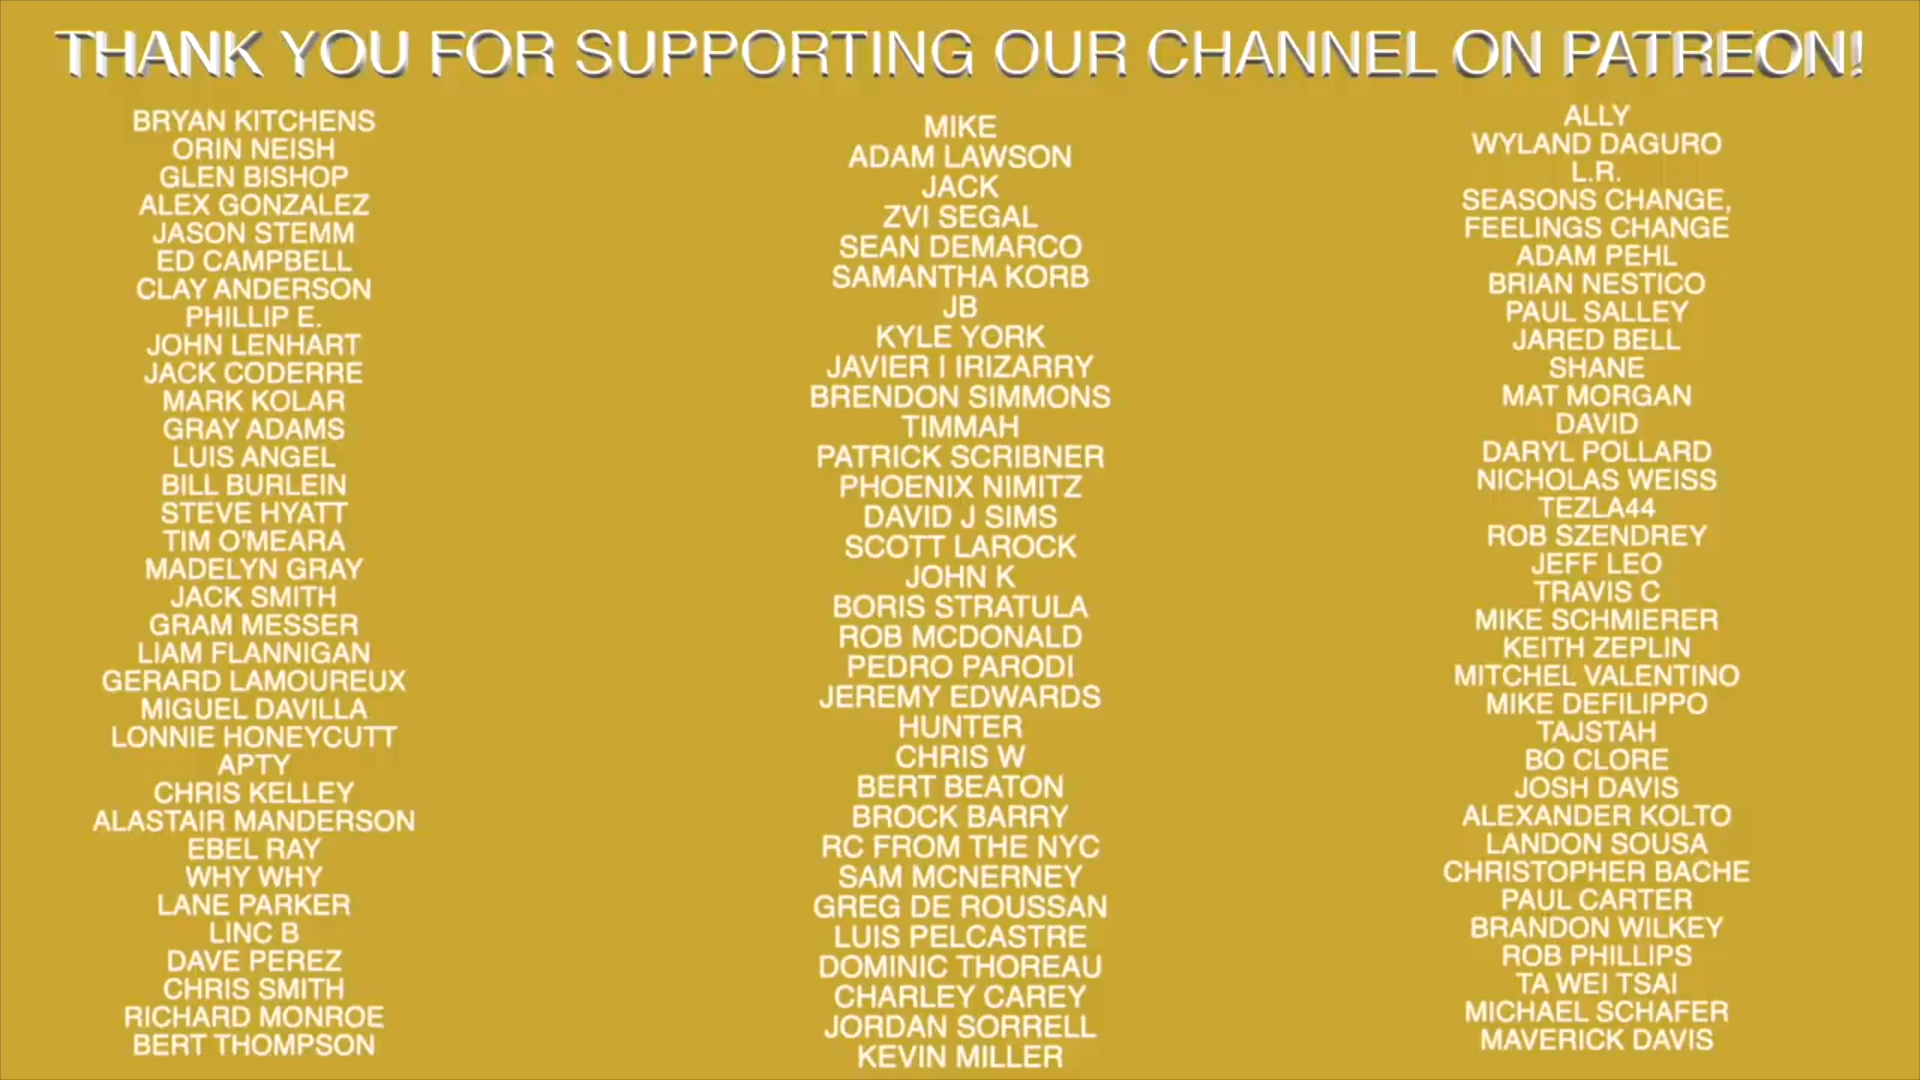 THANK YOU FOR SUPPORTING OUR CHANNEL ON PATREON!
BRYAN KITCHENS
ORIN NEISH
GLEN BISHOP
ALEX GONZALEZ
JASON STEMM
ED CAMPBELL
CLAY ANDERSON
PHILLIP E.
JOHN LENHART
JACK CODERRE
MARK KOLAR
GRAY ADAMS
LUIS ANGEL
BILL BURLEIN
STEVE HYATT
TIM O'MEARA
MADELYN GRAY
JACK SMITH
GRAM MESSER
LIAM FLANNIGAN
GERARD LAMOUREUX
MIGUEL DAVILLA
LONNIE HONEYCUTT
APTY
CHRIS KELLEY
ALASTAIR MANDERSON
EBEL RAY
WHY WHY
LANE PARKER
LINC B
DAVE PEREZ
CHRIS SMITH
RICHARD MONROE
BERT THOMPSON
MIKE
ADAM LAWSON
JACK
ZVI SEGAL
SEAN DEMARCO
SAMANTHA KORB
JB
KYLE YORK
JAVIER I IRIZARRY
BRENDON SIMMONS
TIMMAH
PATRICK SCRIBNER
PHOENIX NIMITZ
DAVID J SIMS
SCOTT LAROCK
JOHN K
BORIS STRATULA
ROB MCDONALD
PEDRO PARODI
JEREMY EDWARDS
HUNTER
CHRIS W
BERT BEATON
BROCK BARRY
RC FROM THE NYC
SAM MCNERNEY
GREG DE ROUSSAN
LUIS PELCASTRE
DOMINIC THOREAU
CHARLEY CAREY
JORDAN SORRELL
KEVIN MILLER
ALLY
WYLAND DAGURO
L.R.
SEASONS CHANGE,
FEELINGS CHANGE
ADAM PEHL
BRIAN NESTICO
PAUL SALLEY
JARED BELL
SHANE
MAT MORGAN
DAVID
DARYL POLLARD
NICHOLAS WEISS
TEZLA44
ROB SZENDREY
JEFF LEO
TRAVIS C
MIKE SCHMIERER
KEITH ZEPLIN
MITCHEL VALENTINO
MIKE DEFILIPPO
TAJSTAH
BO CLORE
JOSH DAVIS
ALEXANDER KOLTO
LANDON SOUSA
CHRISTOPHER BACHE
PAUL CARTER
BRANDON WILKEY
ROB PHILLIPS
TA WEI TSAI
MICHAEL SCHAFER
MAVERICK DAVIS